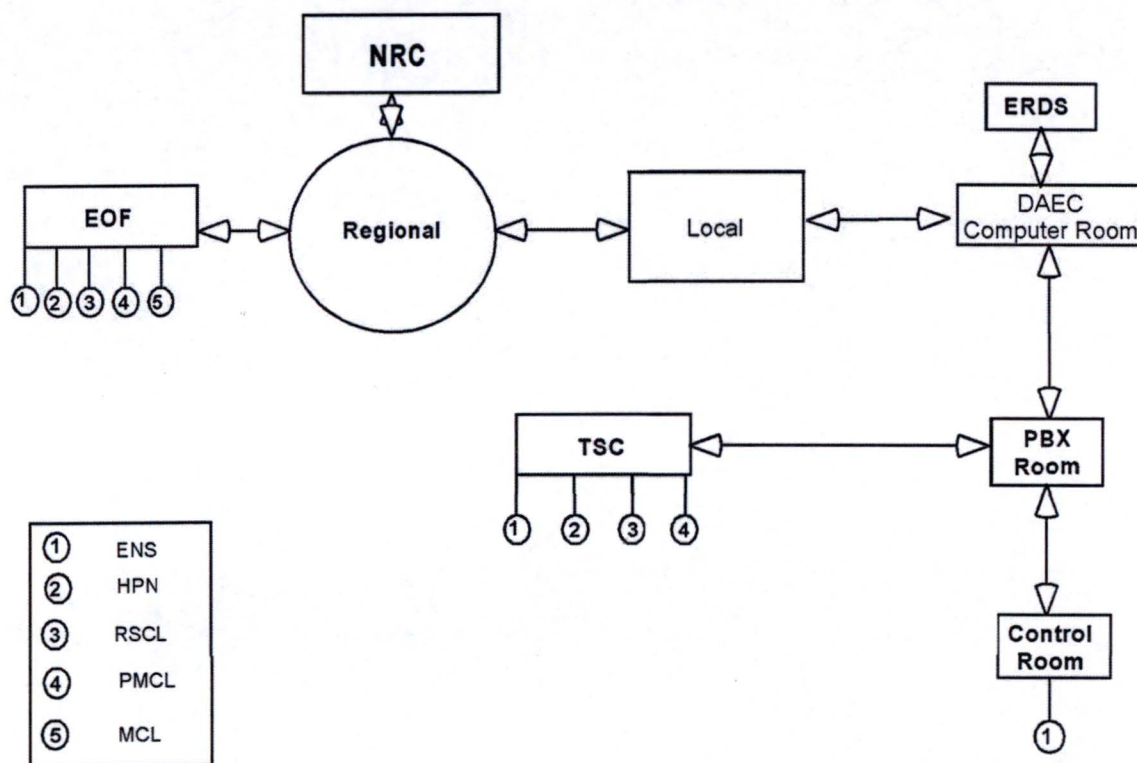 NRC
ERDS
EOF
Regional
Local
DAEC
Computer Room
1 2 3 4 5
TSC
PBX
Room
1 2 3 4
1 ENS
2 HPN
3 RSCL
4 PMCL
5 MCL
Control
Room
1